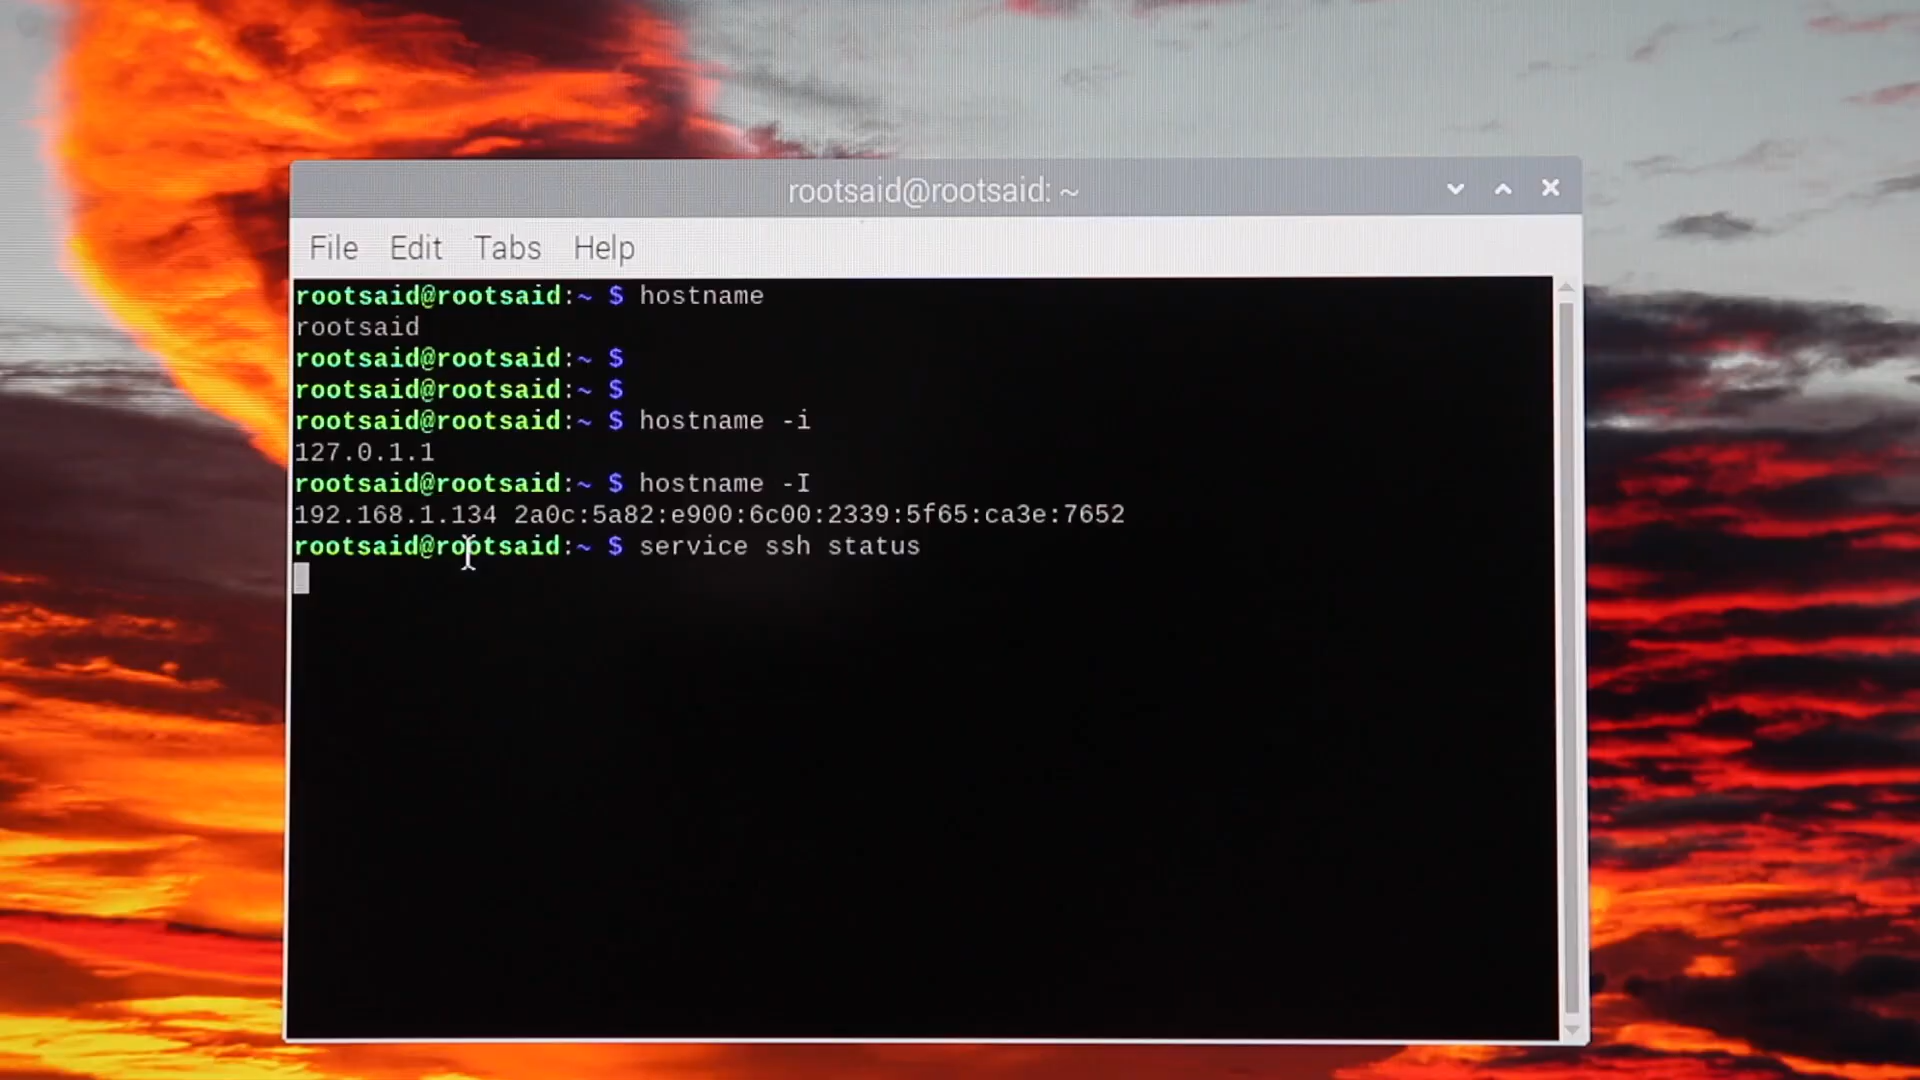 rootsaid@rootsaid: ~
File Edit Tabs Help
rootsaid@rootsaid:~ $ hostname
rootsaid
rootsaid@rootsaid:~ $
rootsaid@rootsaid:~ $
rootsaid@rootsaid:~ $ hostname -i
127.0.1.1
rootsaid@rootsaid:~ $ hostname -I
192.168.1.134 2a0c:5a82:e900:6c00:2339:5f65:ca3e:7652
rootsaid@rootsaid:~ $ service ssh status